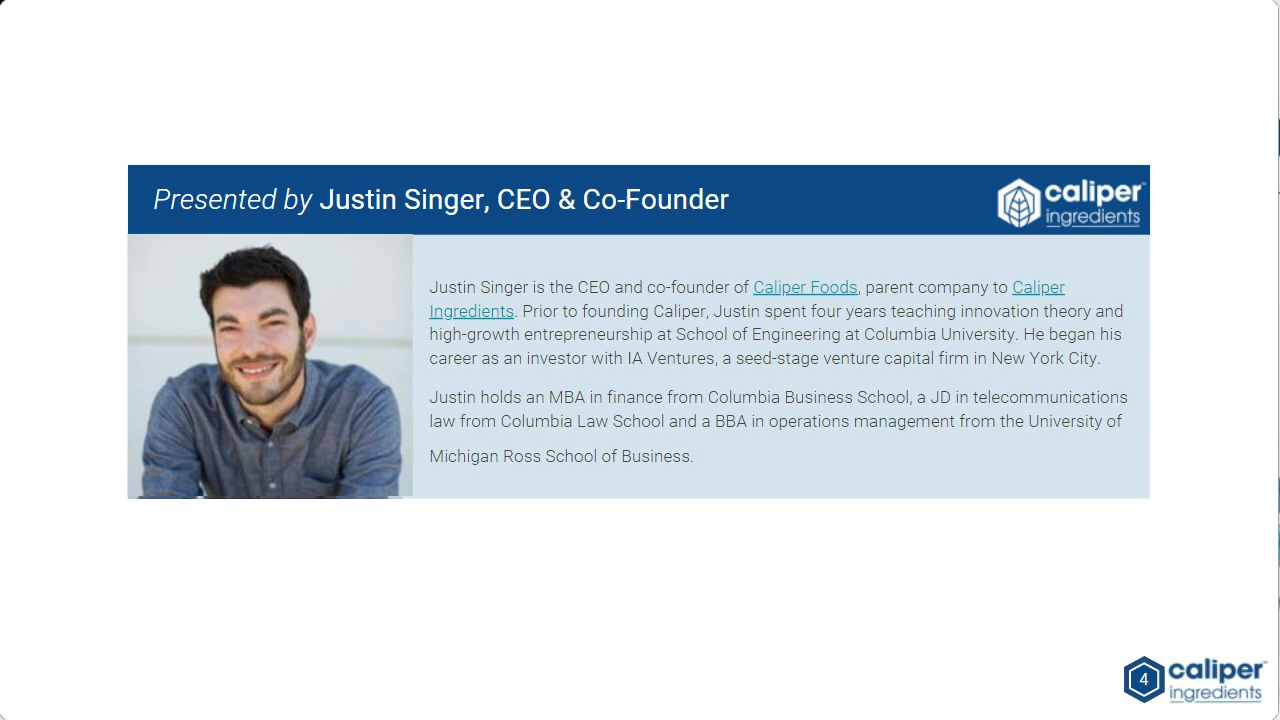 Presented by Justin Singer, CEO & Co-Founder
caliper™
ingredients
Justin Singer is the CEO and co-founder of Caliper Foods, parent company to Caliper
Ingredients. Prior to founding Caliper, Justin spent four years teaching innovation theory and
high-growth entrepreneurship at School of Engineering at Columbia University. He began his
career as an investor with IA Ventures, a seed-stage venture capital firm in New York City.
Justin holds an MBA in finance from Columbia Business School, a JD in telecommunications
law from Columbia Law School and a BBA in operations management from the University of
Michigan Ross School of Business.
4
caliper™
ingredients